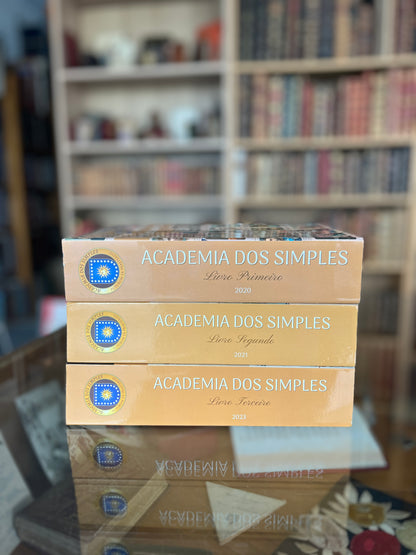 ACADEMIA DOS SIMPLES
Livro Primeiro
2020
ACADEMIA DOS SIMPLES
Livro Segundo
2021
ACADEMIA DOS SIMPLES
Livro Terceiro
2023